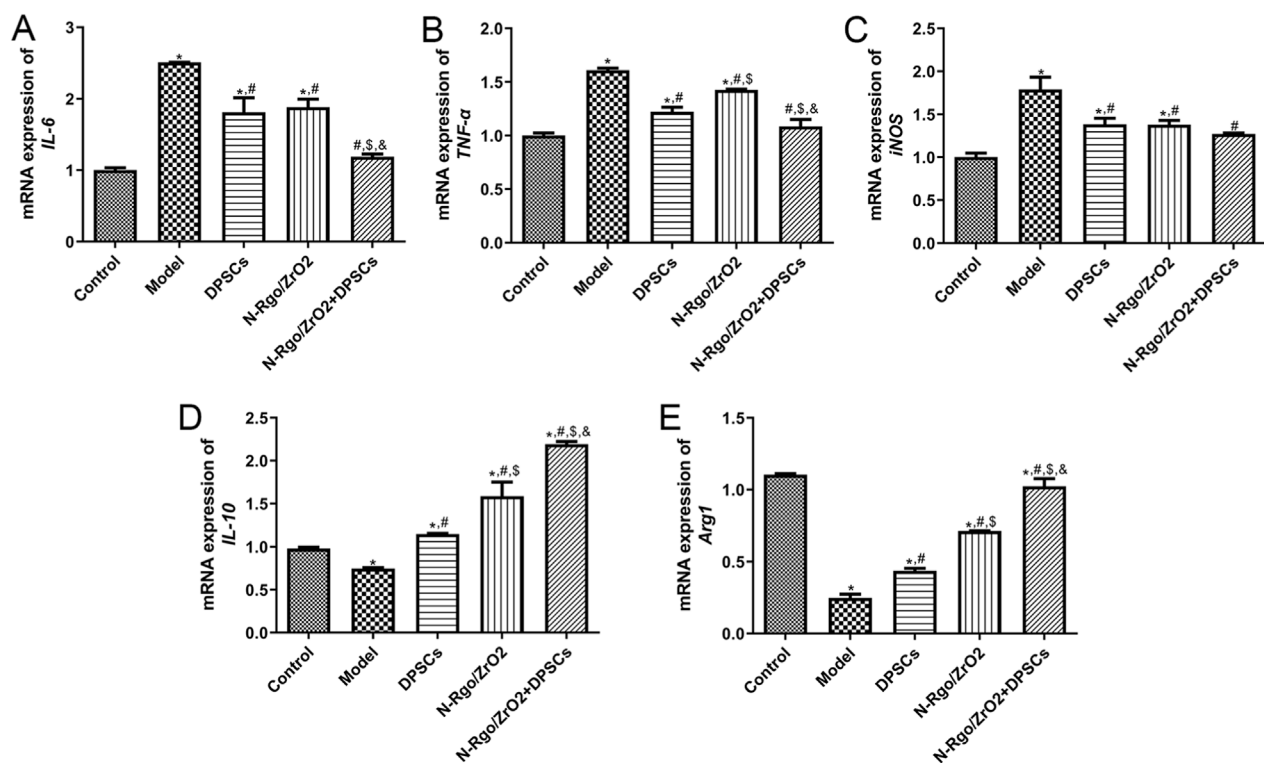 A
mRNA expression of
IL-6
3
2
1
0
*
*,#
*,#
#,$,&
Control
Model
DPSCs
N-Rgo/ZrO2
N-Rgo/ZrO2+DPSCs
B
mRNA expression of
TNF-α
2.0
1.5
1.0
0.5
0.0
*
*,#
*,#,$
#,$,&
Control
Model
DPSCs
N-Rgo/ZrO2
N-Rgo/ZrO2+DPSCs
C
mRNA expression of
iNOS
2.5
2.0
1.5
1.0
0.5
0.0
*
*,#
*,#
#
Control
Model
DPSCs
N-Rgo/ZrO2
N-Rgo/ZrO2+DPSCs
D
mRNA expression of
IL-10
2.5
2.0
1.5
1.0
0.5
0.0
*
*,#
*,#,$
*,#,$,&
Control
Model
DPSCs
N-Rgo/ZrO2
N-Rgo/ZrO2+DPSCs
E
mRNA expression of
Arg1
1.5
1.0
0.5
0.0
*
*,#
*,#,$
*,#,$,&
Control
Model
DPSCs
N-Rgo/ZrO2
N-Rgo/ZrO2+DPSCs